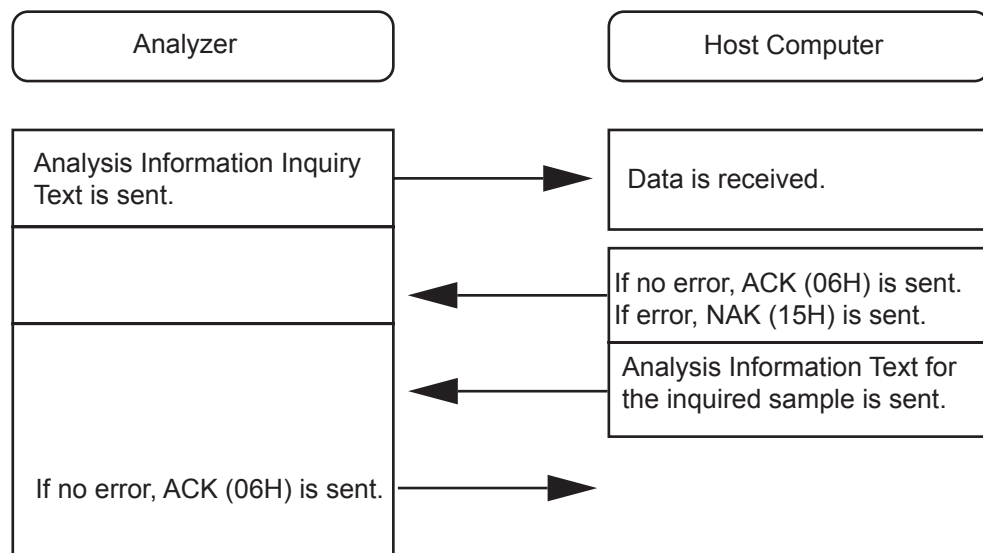 Analyzer
Host Computer
Analysis Information Inquiry
Text is sent.
Data is received.
If no error, ACK (06H) is sent.
If error, NAK (15H) is sent.
Analysis Information Text for
the inquired sample is sent.
If no error, ACK (06H) is sent.